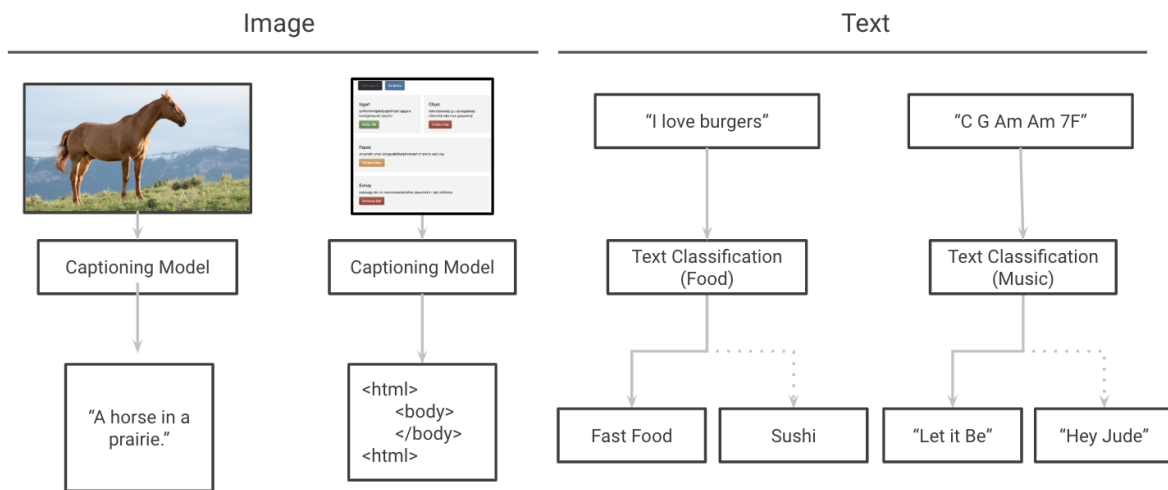 Image
Text
Captioning Model
"A horse in a
prairie."
Captioning Model
<html>
<body>
</body>
<html>
“I love burgers”
Text Classification
(Food)
Fast Food
Sushi
“C G Am Am 7F”
Text Classification
(Music)
“Let it Be”
“Hey Jude”